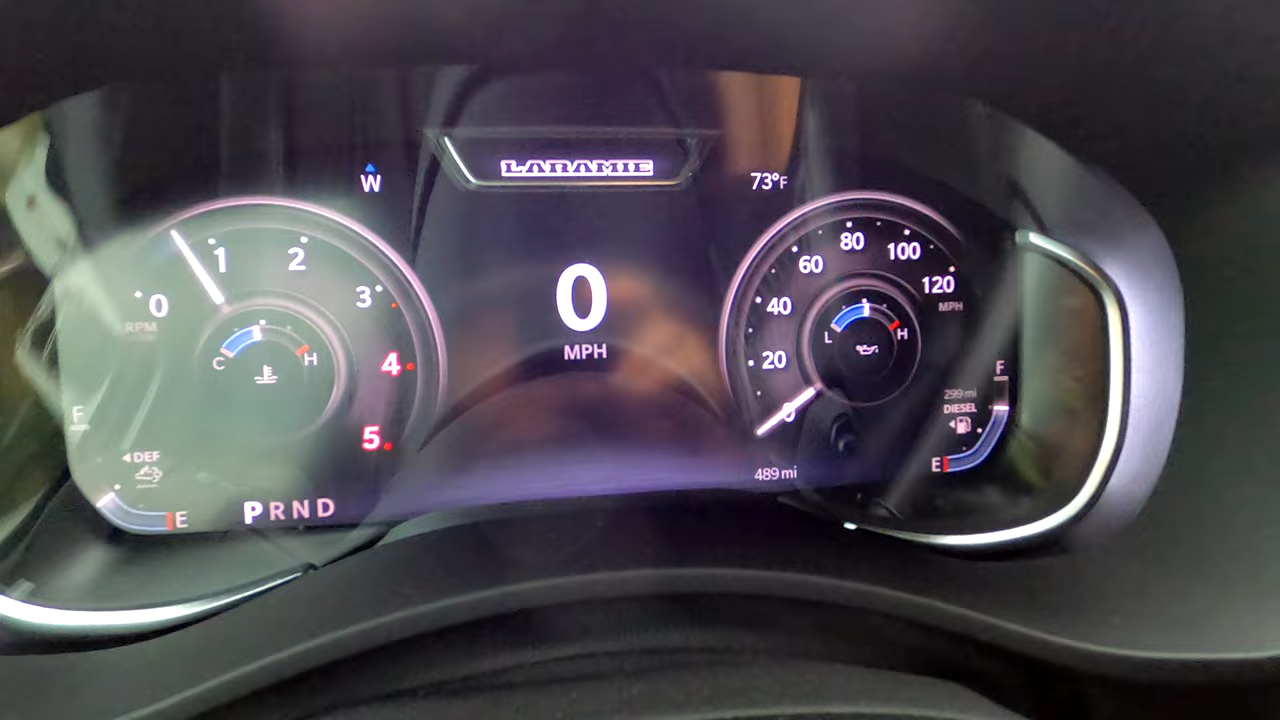 LARAMIE
W
73°F
0
1
2
3
4
5
RPM
C
H
F
◄DEF
E
PRND
0
MPH
0
20
40
60
80
100
120
MPH
L
H
F
299 mi
DIESEL
E
489 mi